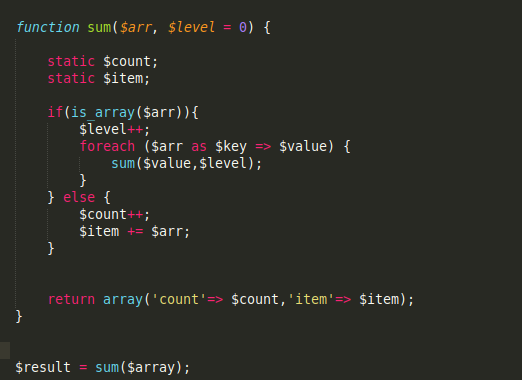 function sum($arr, $level = 0) {
static $count;
static $item;
if(is_array($arr)){
$level++;
foreach ($arr as $key => $value) {
sum($value,$level);
}
} else {
$count++;
$item += $arr;
}
return array('count'=> $count,'item'=> $item);
}
$result = sum($array);